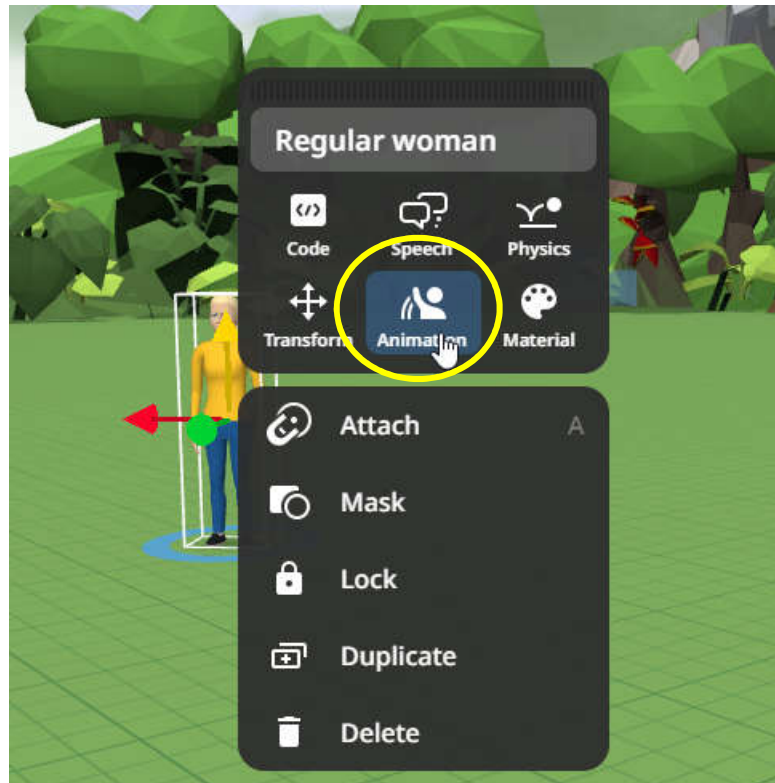 Regular woman
Code Speech Physics
Transform Animation Material
Attach A
Mask
Lock
Duplicate
Delete